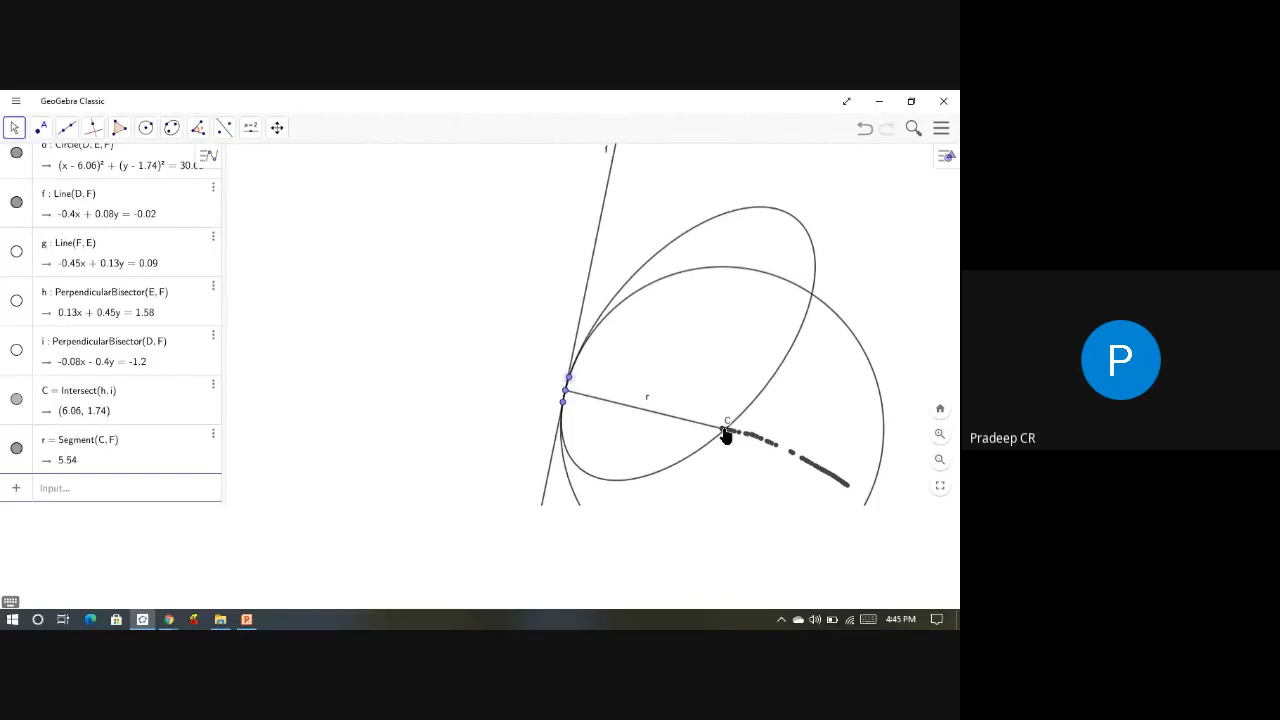 GeoGebra Classic
d : Circle(D, E, F)
→ (x - 6.06)² + (y - 1.74)² = 30.
f : Line(D, F)
→ -0.4x + 0.08y = -0.02
g : Line(F, E)
→ -0.45x + 0.13y = 0.09
h : PerpendicularBisector(E, F)
→ 0.13x + 0.45y = 1.58
i : PerpendicularBisector(D, F)
→ -0.08x - 0.4y = -1.2
C = Intersect(h, i)
→ (6.06, 1.74)
r = Segment(C, F)
→ 5.54
+ Input...
f
r
C
P
Pradeep CR
4:45 PM